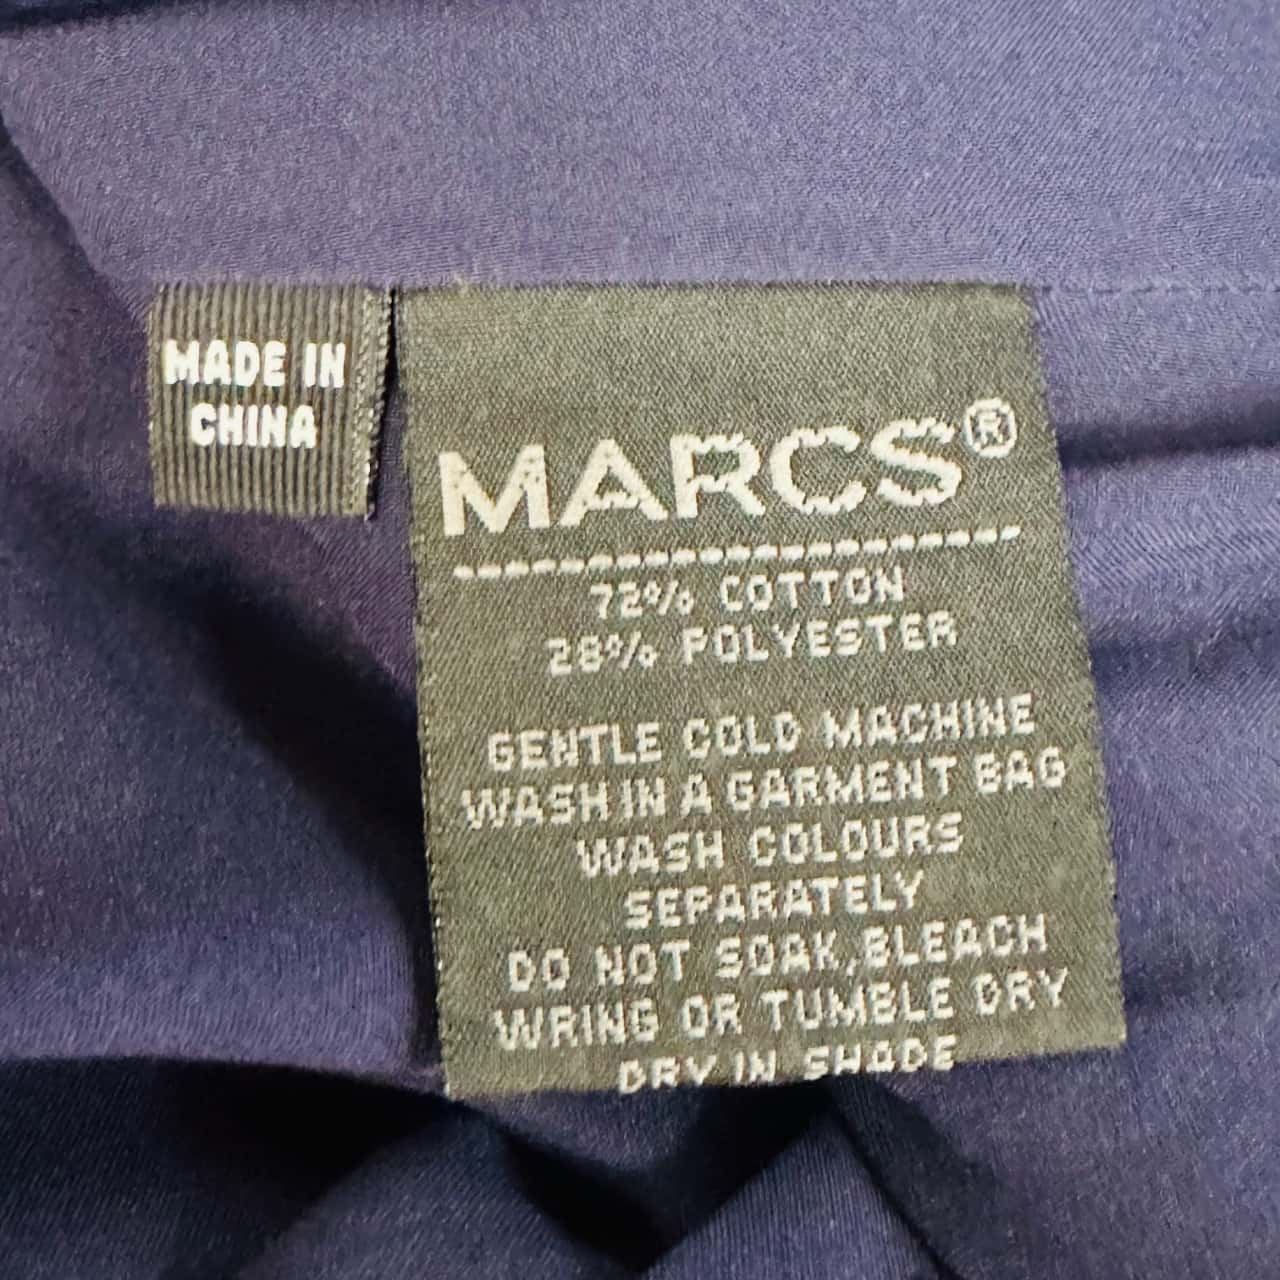 MADE IN
CHINA
MARCS®
72% COTTON
28% POLYESTER
GENTLE COLD MACHINE
WASH IN A GARMENT BAG
WASH COLOURS
SEPARATELY
DO NOT SOAK, BLEACH
WRING OR TUMBLE DRY
DRY IN SHADE